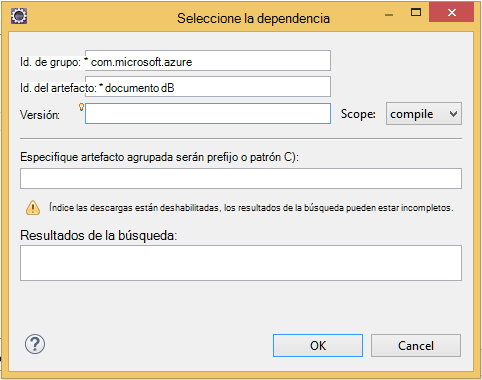 Seleccione la dependencia
Id. de grupo: * com.microsoft.azure
Id. del artefacto: * documento dB
Versión: Scope: compile
Especifique artefacto agrupada serán prefijo o patrón C):
Índice las descargas están deshabilitadas, los resultados de la búsqueda pueden estar incompletos.
Resultados de la búsqueda:
? OK Cancel